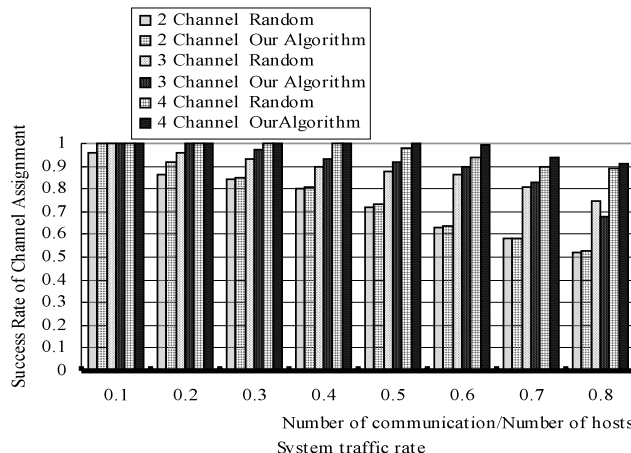 2 Channel Random
2 Channel Our Algorithm
3 Channel Random
3 Channel Our Algorithm
4 Channel Random
4 Channel OurAlgorithm
Success Rate of Channel Assignment
1
0.9
0.8
0.7
0.6
0.5
0.4
0.3
0.2
0.1
0
0.1 0.2 0.3 0.4 0.5 0.6 0.7 0.8
Number of communication/Number of hosts
System traffic rate